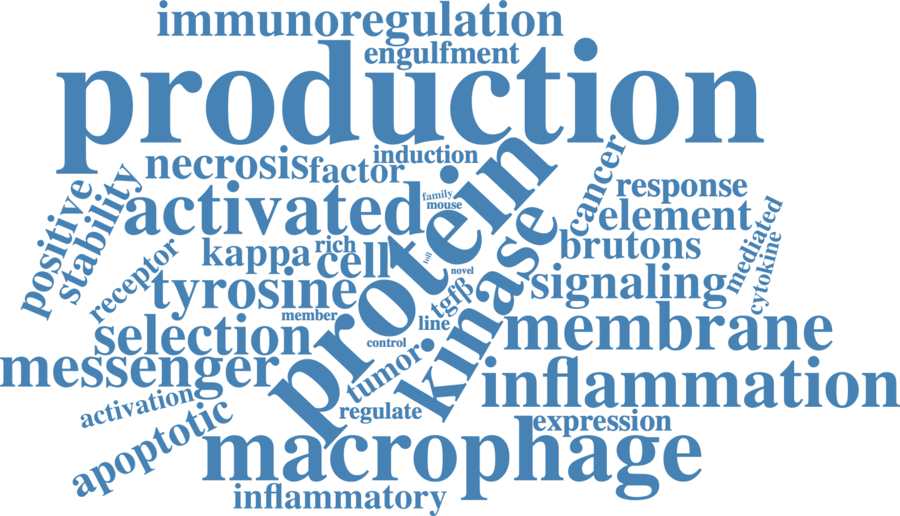 immunoregulation
engulfment
production
induction
necrosis
factor
cancer
response
family
mouse
activated
protein
element
positive
stability
mediated
brutons
rich
kappa
cell
toll
novel
receptor
cytokine
tyrosine
kinase
signaling
tgfβ
member
line
selection
membrane
control
messenger
tumor
inflammation
activation
regulate
expression
apoptotic
macrophage
inflammatory